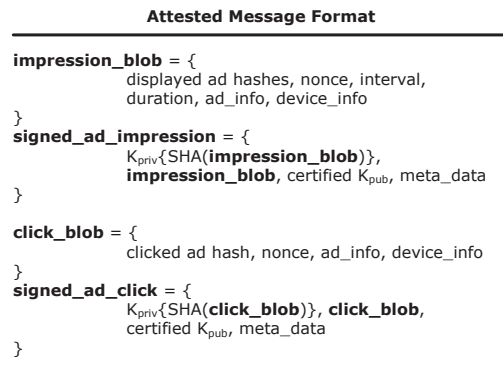 Attested Message Format
impression_blob = {
displayed ad hashes, nonce, interval,
duration, ad_info, device_info
}
signed_ad_impression = {
Kpriv{SHA(impression_blob)},
impression_blob, certified Kpub, meta_data
}
click_blob = {
clicked ad hash, nonce, ad_info, device_info
}
signed_ad_click = {
Kpriv{SHA(click_blob)}, click_blob,
certified Kpub, meta_data
}